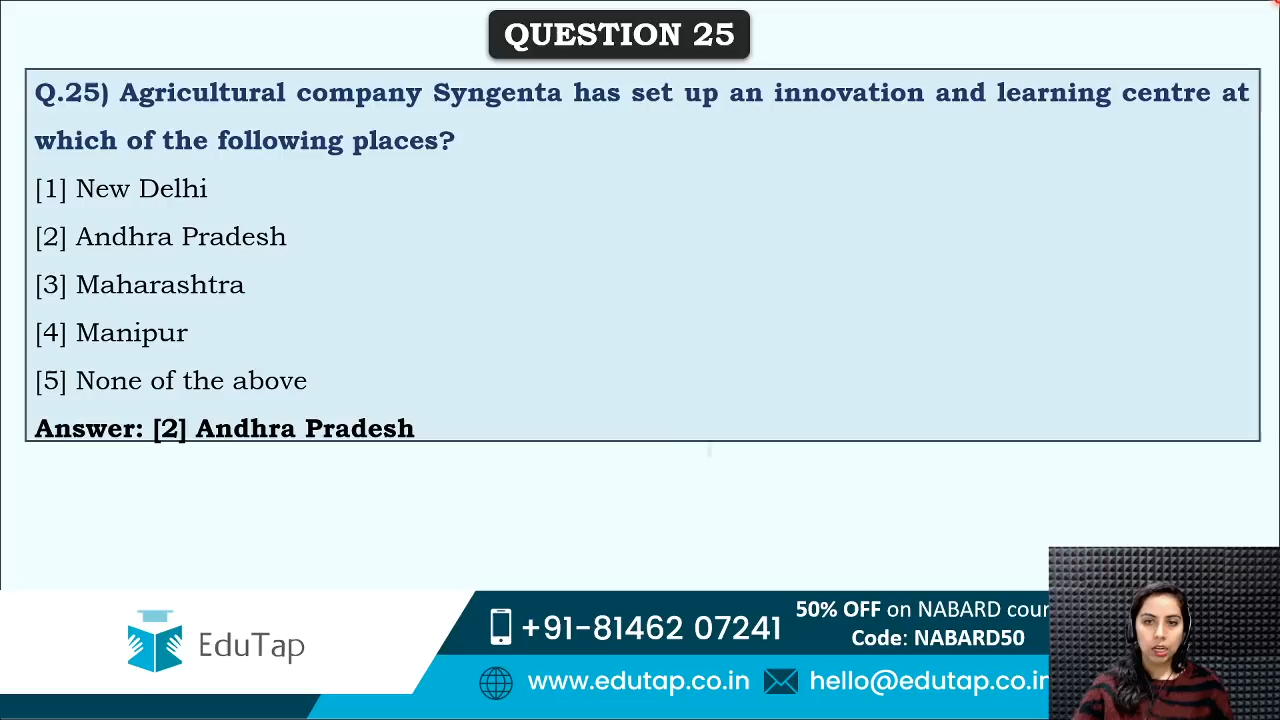 QUESTION 25
Q.25) Agricultural company Syngenta has set up an innovation and learning centre at
which of the following places?
[1] New Delhi
[2] Andhra Pradesh
[3] Maharashtra
[4] Manipur
[5] None of the above
Answer: [2] Andhra Pradesh
EduTap
+91-81462 07241
50% OFF on NABARD cour
Code: NABARD50
www.edutap.co.in
hello@edutap.co.in